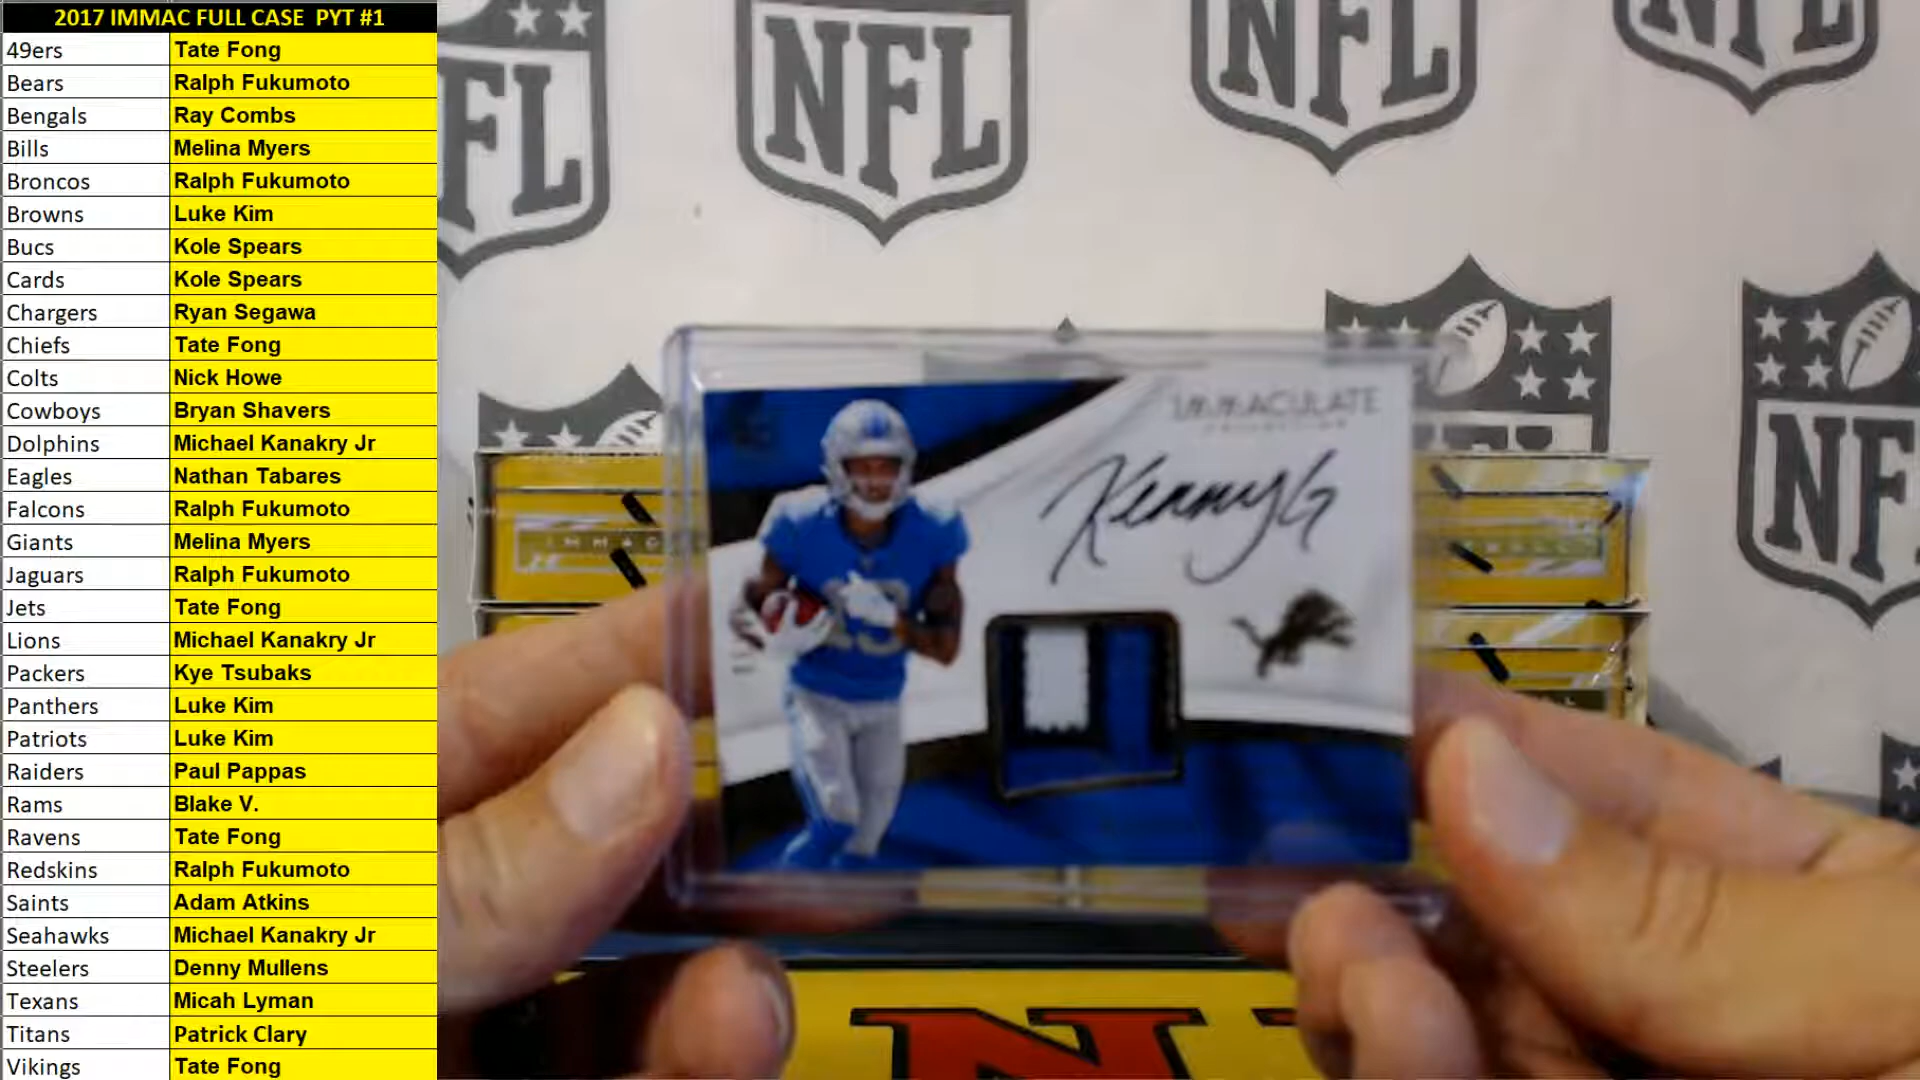 2017 IMMAC FULL CASE PYT #1
49ers Tate Fong
Bears Ralph Fukumoto
Bengals Ray Combs
Bills Melina Myers
Broncos Ralph Fukumoto
Browns Luke Kim
Bucs Kole Spears
Cards Kole Spears
Chargers Ryan Segawa
Chiefs Tate Fong
Colts Nick Howe
Cowboys Bryan Shavers
Dolphins Michael Kanakry Jr
Eagles Nathan Tabares
Falcons Ralph Fukumoto
Giants Melina Myers
Jaguars Ralph Fukumoto
Jets Tate Fong
Lions Michael Kanakry Jr
Packers Kye Tsubaks
Panthers Luke Kim
Patriots Luke Kim
Raiders Paul Pappas
Rams Blake V.
Ravens Tate Fong
Redskins Ralph Fukumoto
Saints Adam Atkins
Seahawks Michael Kanakry Jr
Steelers Denny Mullens
Texans Micah Lyman
Titans Patrick Clary
Vikings Tate Fong
NFL
NFL
NFL
NFL
NFL
IMMACULATE
COLLECTION
Kenny G